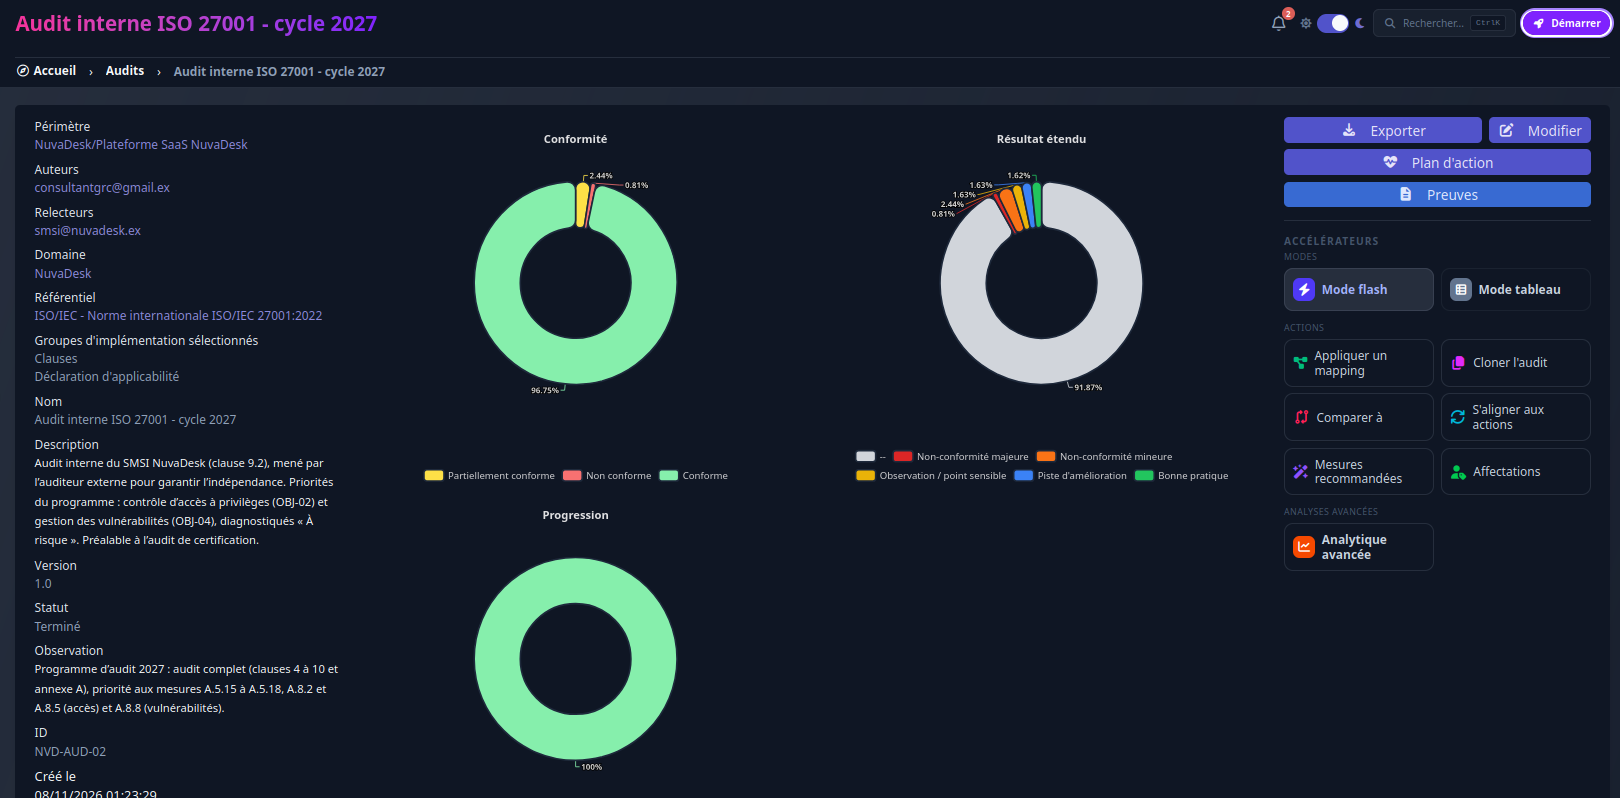 Audit interne ISO 27001 - cycle 2027
2
Rechercher... CtrlK
Démarrer
Accueil › Audits › Audit interne ISO 27001 - cycle 2027
Périmètre
NuvaDesk/Plateforme SaaS NuvaDesk
Auteurs
consultantgrc@gmail.ex
Relecteurs
smsi@nuvadesk.ex
Domaine
NuvaDesk
Référentiel
ISO/IEC - Norme internationale ISO/IEC 27001:2022
Groupes d'implémentation sélectionnés
Clauses
Déclaration d'applicabilité
Nom
Audit interne ISO 27001 - cycle 2027
Description
Audit interne du SMSI NuvaDesk (clause 9.2), mené par
l’auditeur externe pour garantir l’indépendance. Priorités
du programme : contrôle d’accès à privilèges (OBJ-02) et
gestion des vulnérabilités (OBJ-04), diagnostiqués « À
risque ». Préalable à l’audit de certification.
Version
1.0
Statut
Terminé
Observation
Programme d’audit 2027 : audit complet (clauses 4 à 10 et
annexe A), priorité aux mesures A.5.15 à A.5.18, A.8.2 et
A.8.5 (accès) et A.8.8 (vulnérabilités).
ID
NVD-AUD-02
Créé le
08/11/2026 01:23:29
Conformité
2.44%
0.81%
96.75%
Partiellement conforme Non conforme Conforme
Résultat étendu
1.62%
1.63%
1.63%
2.44%
0.81%
91.87%
-- Non-conformité majeure Non-conformité mineure
Observation / point sensible Piste d'amélioration Bonne pratique
Progression
100%
Exporter
Modifier
Plan d'action
Preuves
ACCÉLÉRATEURS
MODES
Mode flash
Mode tableau
ACTIONS
Appliquer un
mapping
Cloner l'audit
Comparer à
S'aligner aux
actions
Mesures
recommandées
Affectations
ANALYSES AVANCÉES
Analytique
avancée